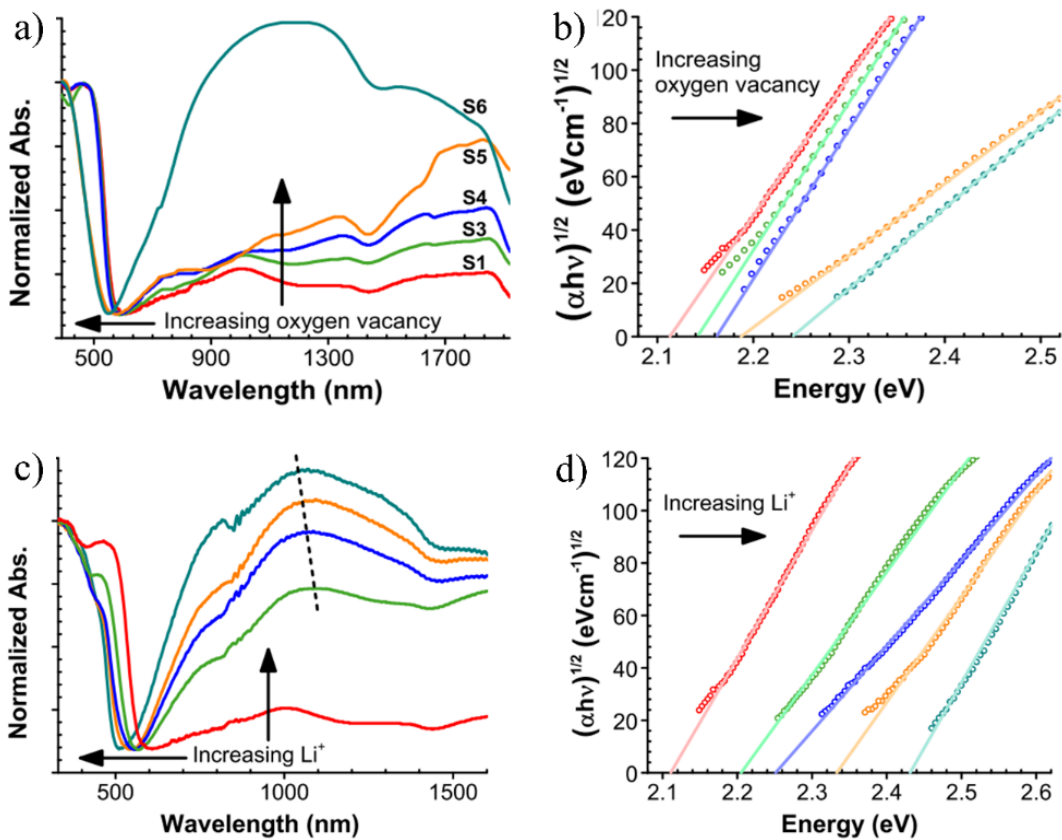 a)
Normalized Abs.
S6
S5
S4
S3
S1
Increasing oxygen vacancy
500 900 1300 1700
Wavelength (nm)
b)
(αhν)1/2 (eVcm-1)1/2
120
100
80
60
40
20
0
Increasing
oxygen vacancy
2.1 2.2 2.3 2.4 2.5
Energy (eV)
c)
Normalized Abs.
Increasing Li+
500 1000 1500
Wavelength (nm)
d)
(αhν)1/2 (eVcm-1)1/2
120
100
80
60
40
20
0
Increasing Li+
2.1 2.2 2.3 2.4 2.5 2.6
Energy (eV)